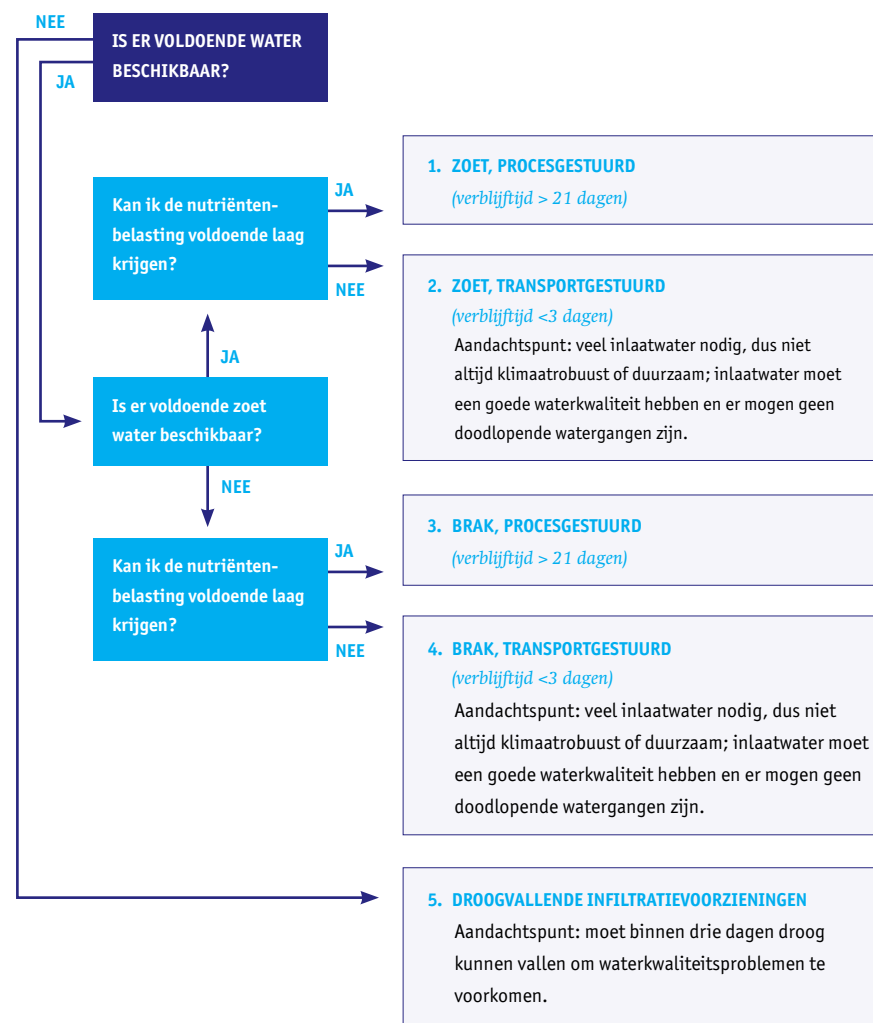 NEE
IS ER VOLDOENDE WATER
BESCHIKBAAR?
JA
Kan ik de nutriënten-
belasting voldoende laag
krijgen?
JA
NEE
1. ZOET, PROCESGESTUURD
(verblijftijd > 21 dagen)
2. ZOET, TRANSPORTGESTUURD
(verblijftijd <3 dagen)
Aandachtspunt: veel inlaatwater nodig, dus niet
altijd klimaatrobuust of duurzaam; inlaatwater moet
een goede waterkwaliteit hebben en er mogen geen
doodlopende watergangen zijn.
JA
Is er voldoende zoet
water beschikbaar?
NEE
Kan ik de nutriënten-
belasting voldoende laag
krijgen?
JA
NEE
3. BRAK, PROCESGESTUURD
(verblijftijd > 21 dagen)
4. BRAK, TRANSPORTGESTUURD
(verblijftijd <3 dagen)
Aandachtspunt: veel inlaatwater nodig, dus niet
altijd klimaatrobuust of duurzaam; inlaatwater moet
een goede waterkwaliteit hebben en er mogen geen
doodlopende watergangen zijn.
5. DROOGVALLENDE INFILTRATIEVOORZIENINGEN
Aandachtspunt: moet binnen drie dagen droog
kunnen vallen om waterkwaliteitsproblemen te
voorkomen.